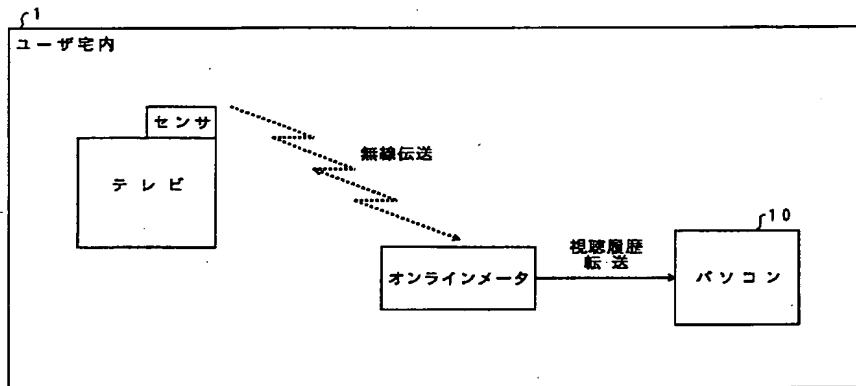 1
ユーザ宅内
センサ
テレビ
無線伝送
オンラインメータ
視聴履歴
転送
10
パソコン